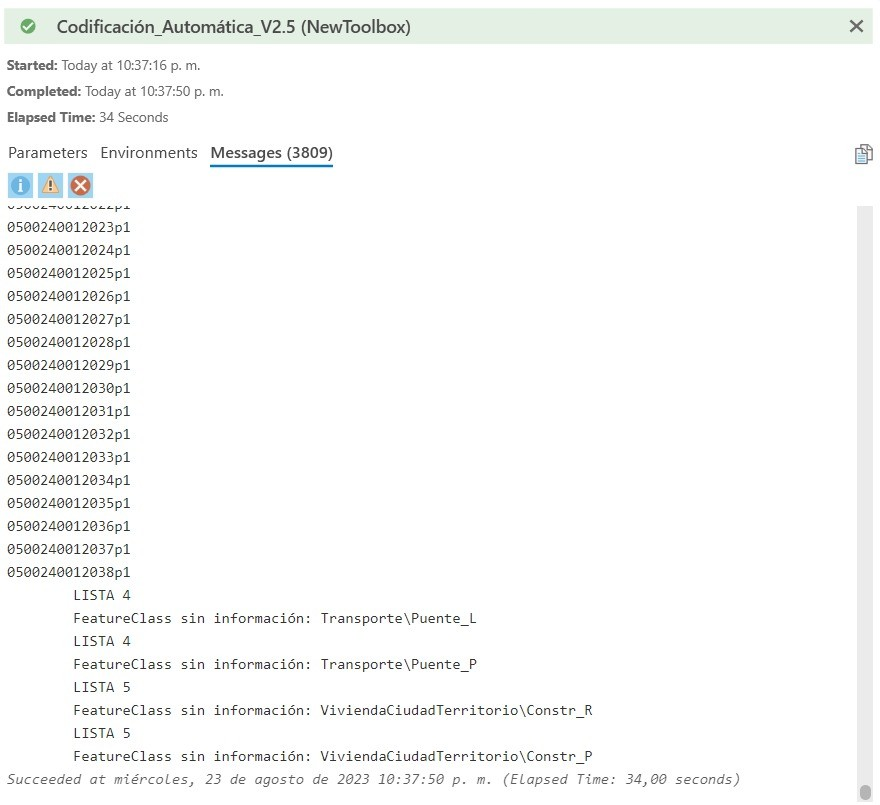 Codificación_Automática_V2.5 (NewToolbox)
Started: Today at 10:37:16 p. m.
Completed: Today at 10:37:50 p. m.
Elapsed Time: 34 Seconds
Parameters Environments Messages (3809)
0500240012022p1
0500240012023p1
0500240012024p1
0500240012025p1
0500240012026p1
0500240012027p1
0500240012028p1
0500240012029p1
0500240012030p1
0500240012031p1
0500240012032p1
0500240012033p1
0500240012034p1
0500240012035p1
0500240012036p1
0500240012037p1
0500240012038p1
LISTA 4
FeatureClass sin información: Transporte\Puente_L
LISTA 4
FeatureClass sin información: Transporte\Puente_P
LISTA 5
FeatureClass sin información: ViviendaCiudadTerritorio\Constr_R
LISTA 5
FeatureClass sin información: ViviendaCiudadTerritorio\Constr_P
Succeeded at miércoles, 23 de agosto de 2023 10:37:50 p. m. (Elapsed Time: 34,00 seconds)